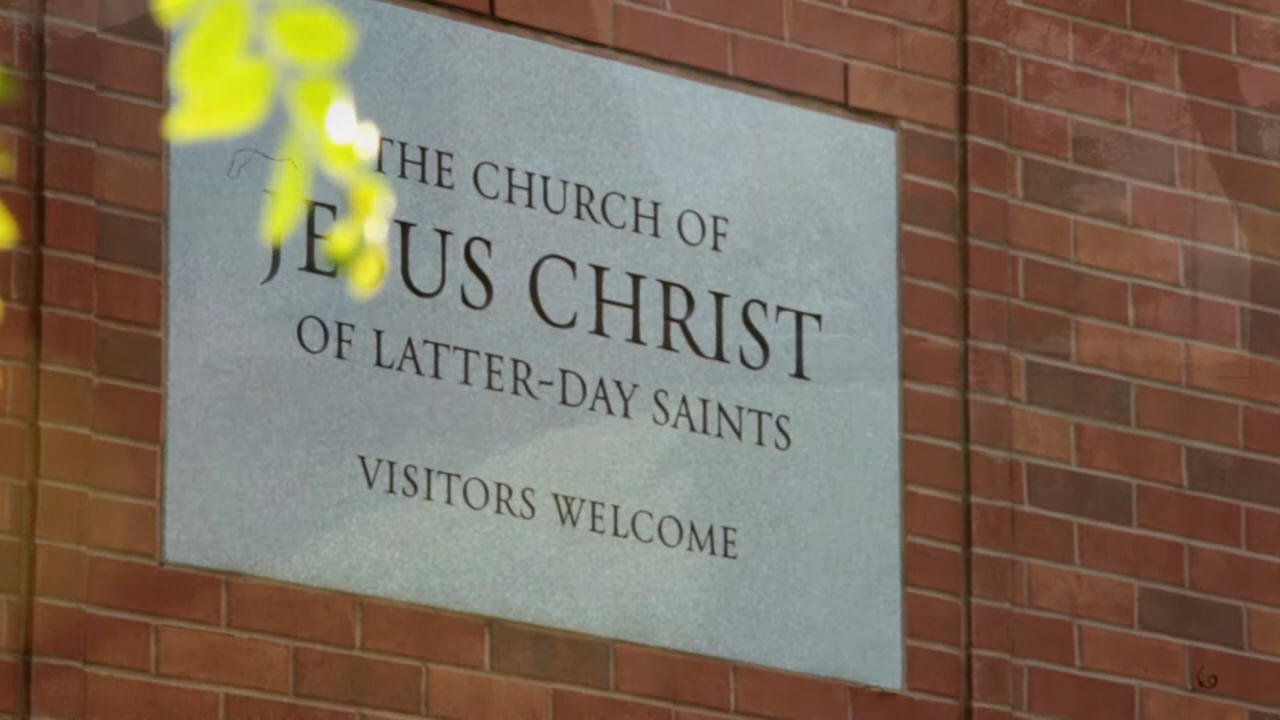 THE CHURCH OF
JESUS CHRIST
OF LATTER-DAY SAINTS
VISITORS WELCOME